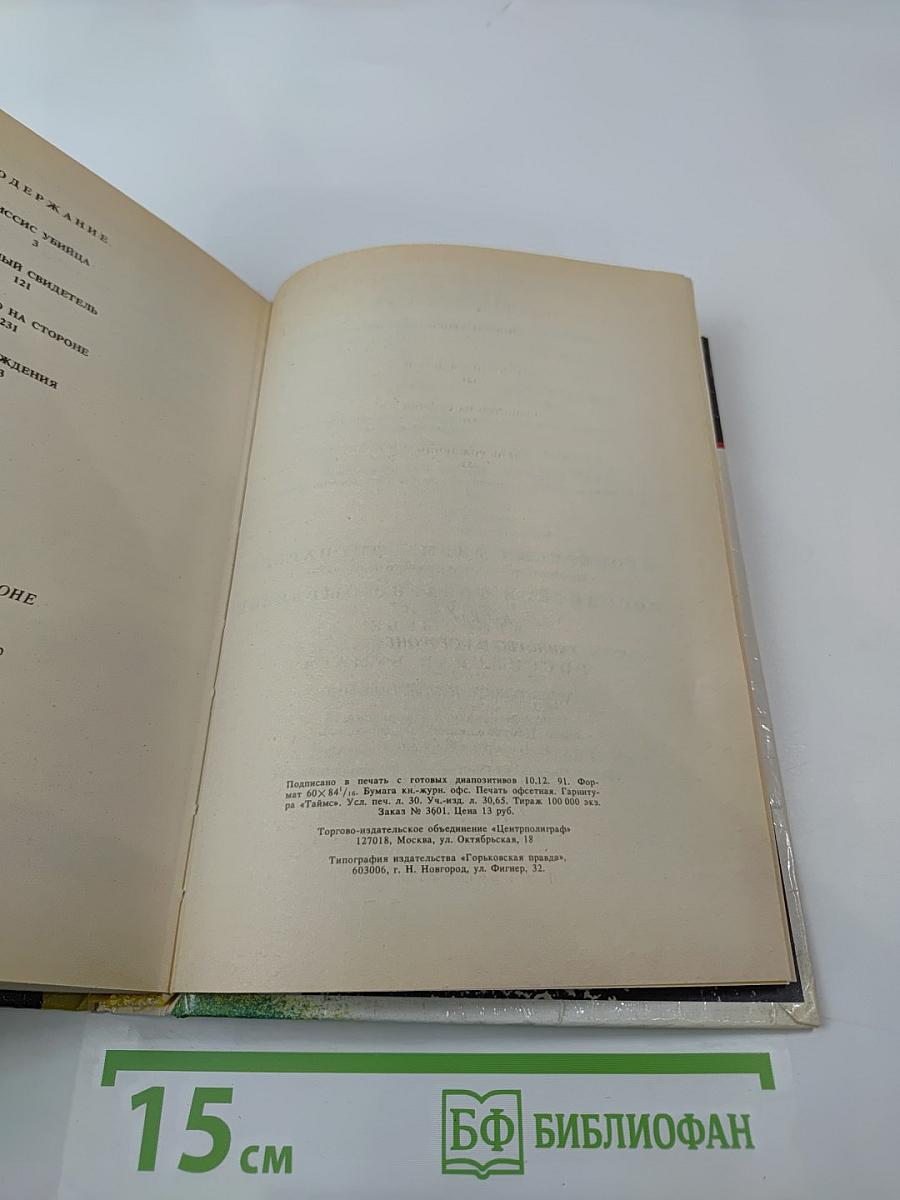 ОДЕРЖАНИЕ
ИССИС УБИЙЦА
3
ЫЙ СВИДЕТЕЛЬ
121
О НА СТОРОНЕ
231
ЖДЕНИЯ
3
ОНЕ
Подписано в печать с готовых диапозитивов 10.12. 91. Фор-
мат 60×84¹/₁₆. Бумага кн.-журн. офс. Печать офсетная. Гарниту-
ра «Таймс». Усл. печ. л. 30. Уч.-изд. л. 30,65. Тираж 100 000 экз.
Заказ № 3601. Цена 13 руб.
Торгово-издательское объединение «Центрполиграф»
127018, Москва, ул. Октябрьская, 18
Типография издательства «Горьковская правда»,
603006, г. Н. Новгород, ул. Фигнер, 32.
15 см
БФ БИБЛИОФАН